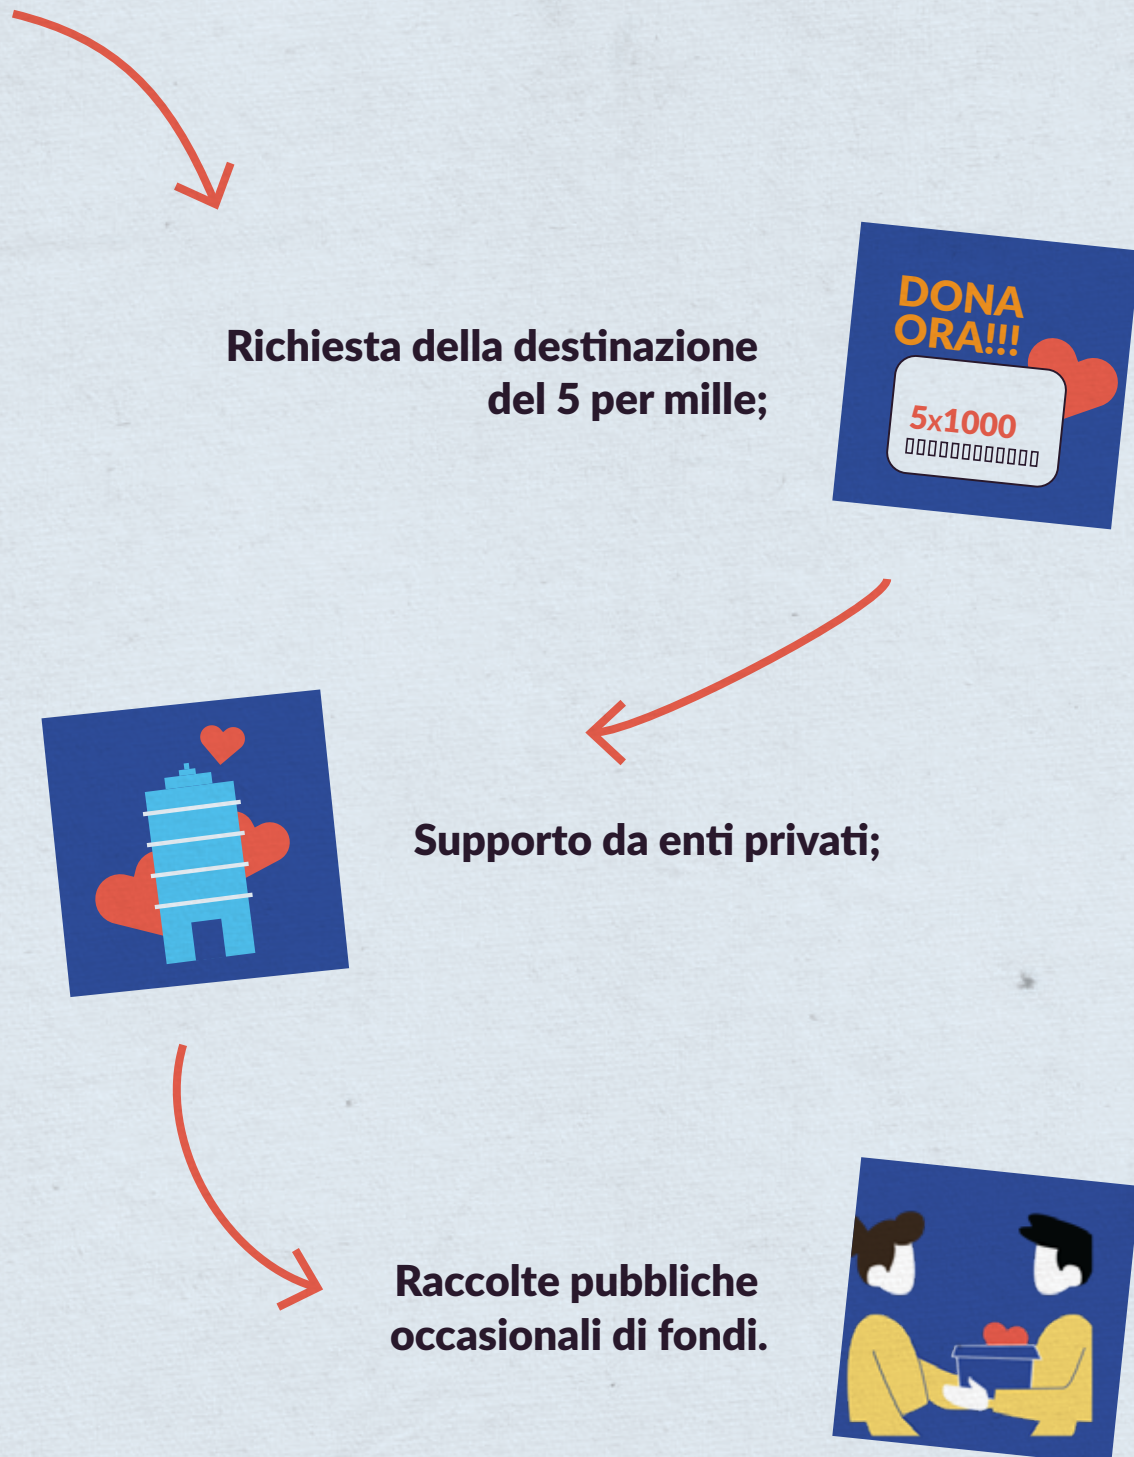 DONA
ORA!!!
Richiesta della destinazione
del 5 per mille;
5x1000
Supporto da enti privati;
Raccolte pubbliche
occasionali di fondi.